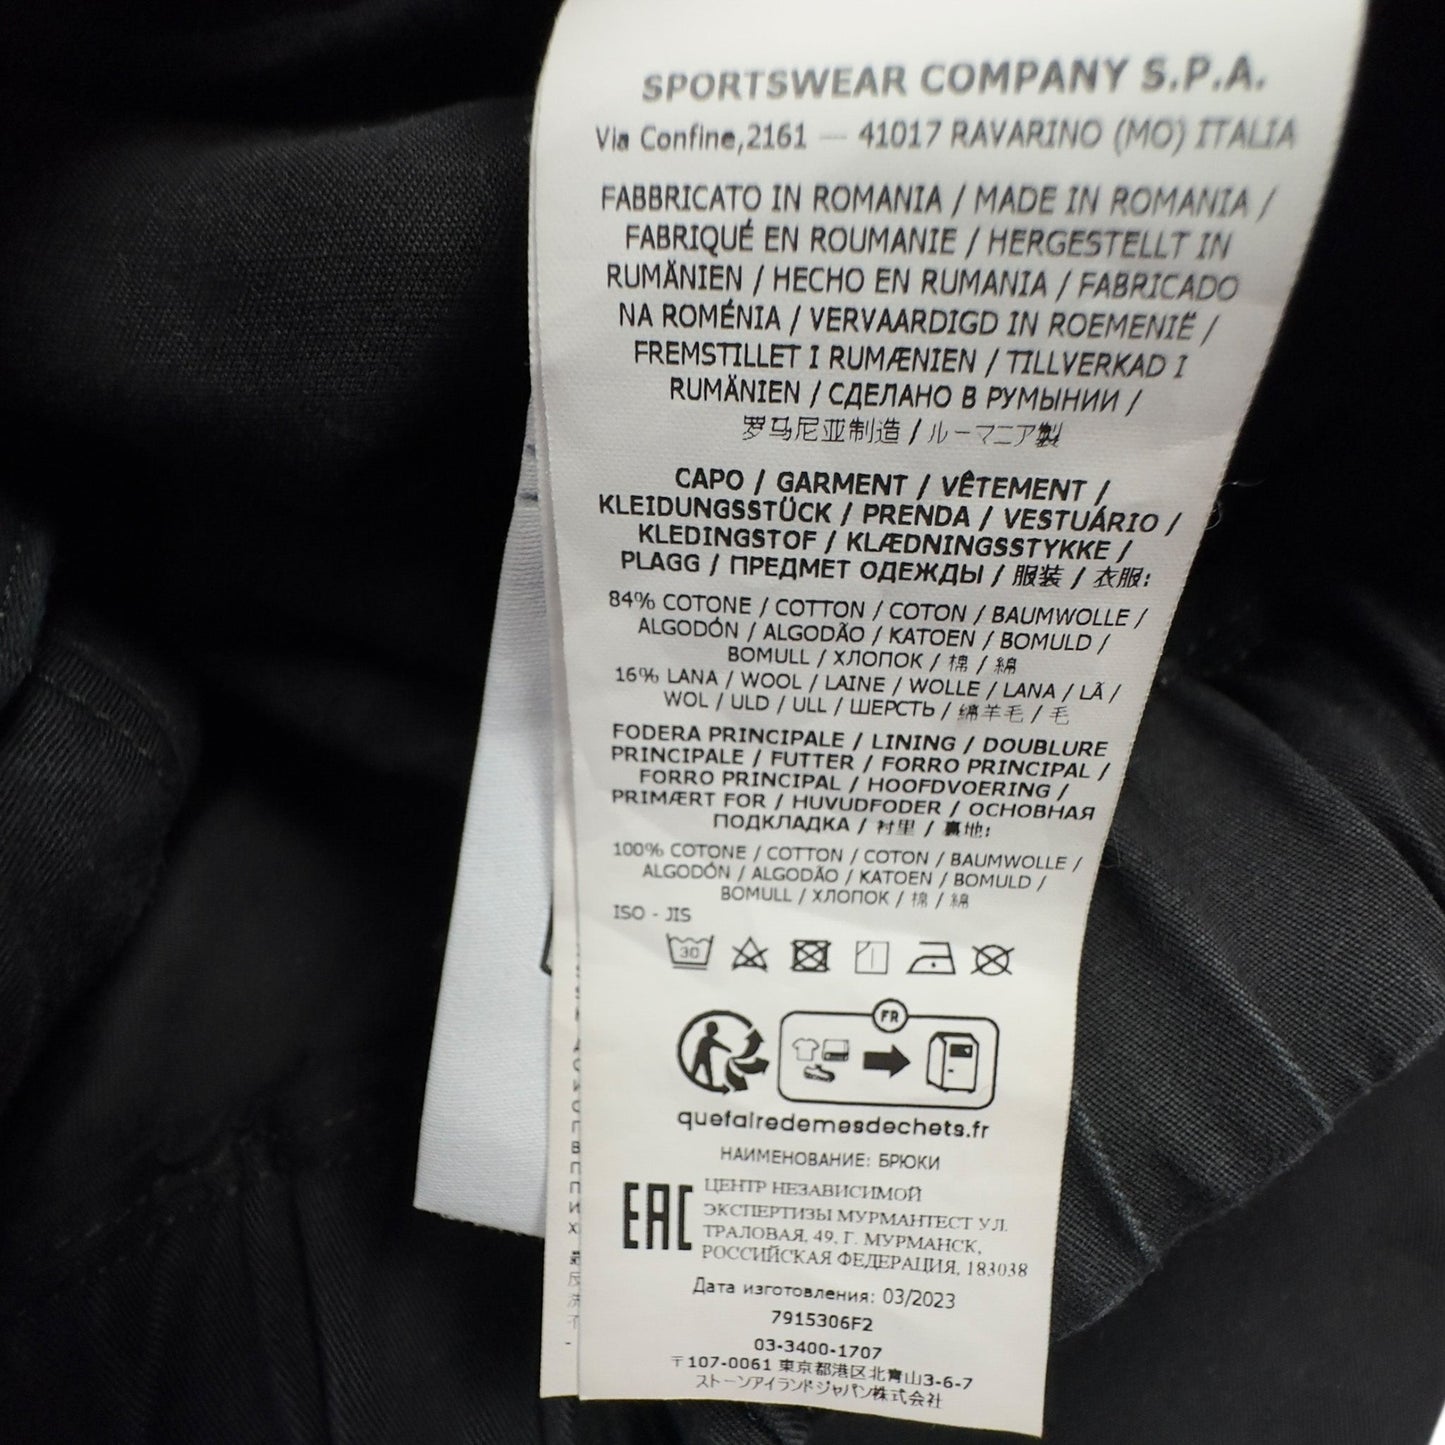 SPORTSWEAR COMPANY S.P.A.
Via Confine,2161 — 41017 RAVARINO (MO) ITALIA
FABBRICATO IN ROMANIA / MADE IN ROMANIA /
FABRIQUÉ EN ROUMANIE / HERGESTELLT IN
RUMÄNIEN / HECHO EN RUMANIA / FABRICADO
NA ROMÉNIA / VERVAARDIGD IN ROEMENIË /
FREMSTILLET I RUMÆNIEN / TILLVERKAD I
RUMÄNIEN / СДЕЛАНО В РУМЫНИИ /
罗马尼亚制造 / ルーマニア製
CAPO / GARMENT / VÊTEMENT /
KLEIDUNGSSTÜCK / PRENDA / VESTUÁRIO /
KLEDINGSTOF / KLÆDNINGSSTYKKE /
PLAGG / ПРЕДМЕТ ОДЕЖДЫ / 服装 / 衣服:
84% COTONE / COTTON / COTON / BAUMWOLLE /
ALGODÓN / ALGODÃO / KATOEN / BOMULD /
BOMULL / ХЛОПОК / 棉 / 綿
16% LANA / WOOL / LAINE / WOLLE / LANA / LÃ /
WOL / ULD / ULL / ШЕРСТЬ / 绵羊毛 / 毛
FODERA PRINCIPALE / LINING / DOUBLURE
PRINCIPALE / FUTTER / FORRO PRINCIPAL /
FORRO PRINCIPAL / HOOFDVOERING /
PRIMÆRT FOR / HUVUDFODER / ОСНОВНАЯ
ПОДКЛАДКА / 衬里 / 裏地:
100% COTONE / COTTON / COTON / BAUMWOLLE /
ALGODÓN / ALGODÃO / KATOEN / BOMULD /
BOMULL / ХЛОПОК / 棉 / 綿
ISO - JIS
30
FR
quefairedemesdechets.fr
НАИМЕНОВАНИЕ: БРЮКИ
EAC
ЦЕНТР НЕЗАВИСИМОЙ
ЭКСПЕРТИЗЫ МУРМАНТЕСТ УЛ.
ТРАЛОВАЯ, 49, Г. МУРМАНСК,
РОССИЙСКАЯ ФЕДЕРАЦИЯ, 183038
Дата изготовления: 03/2023
7915306F2
03-3400-1707
〒107-0061 東京都港区北青山3-6-7
ストーンアイランドジャパン株式会社